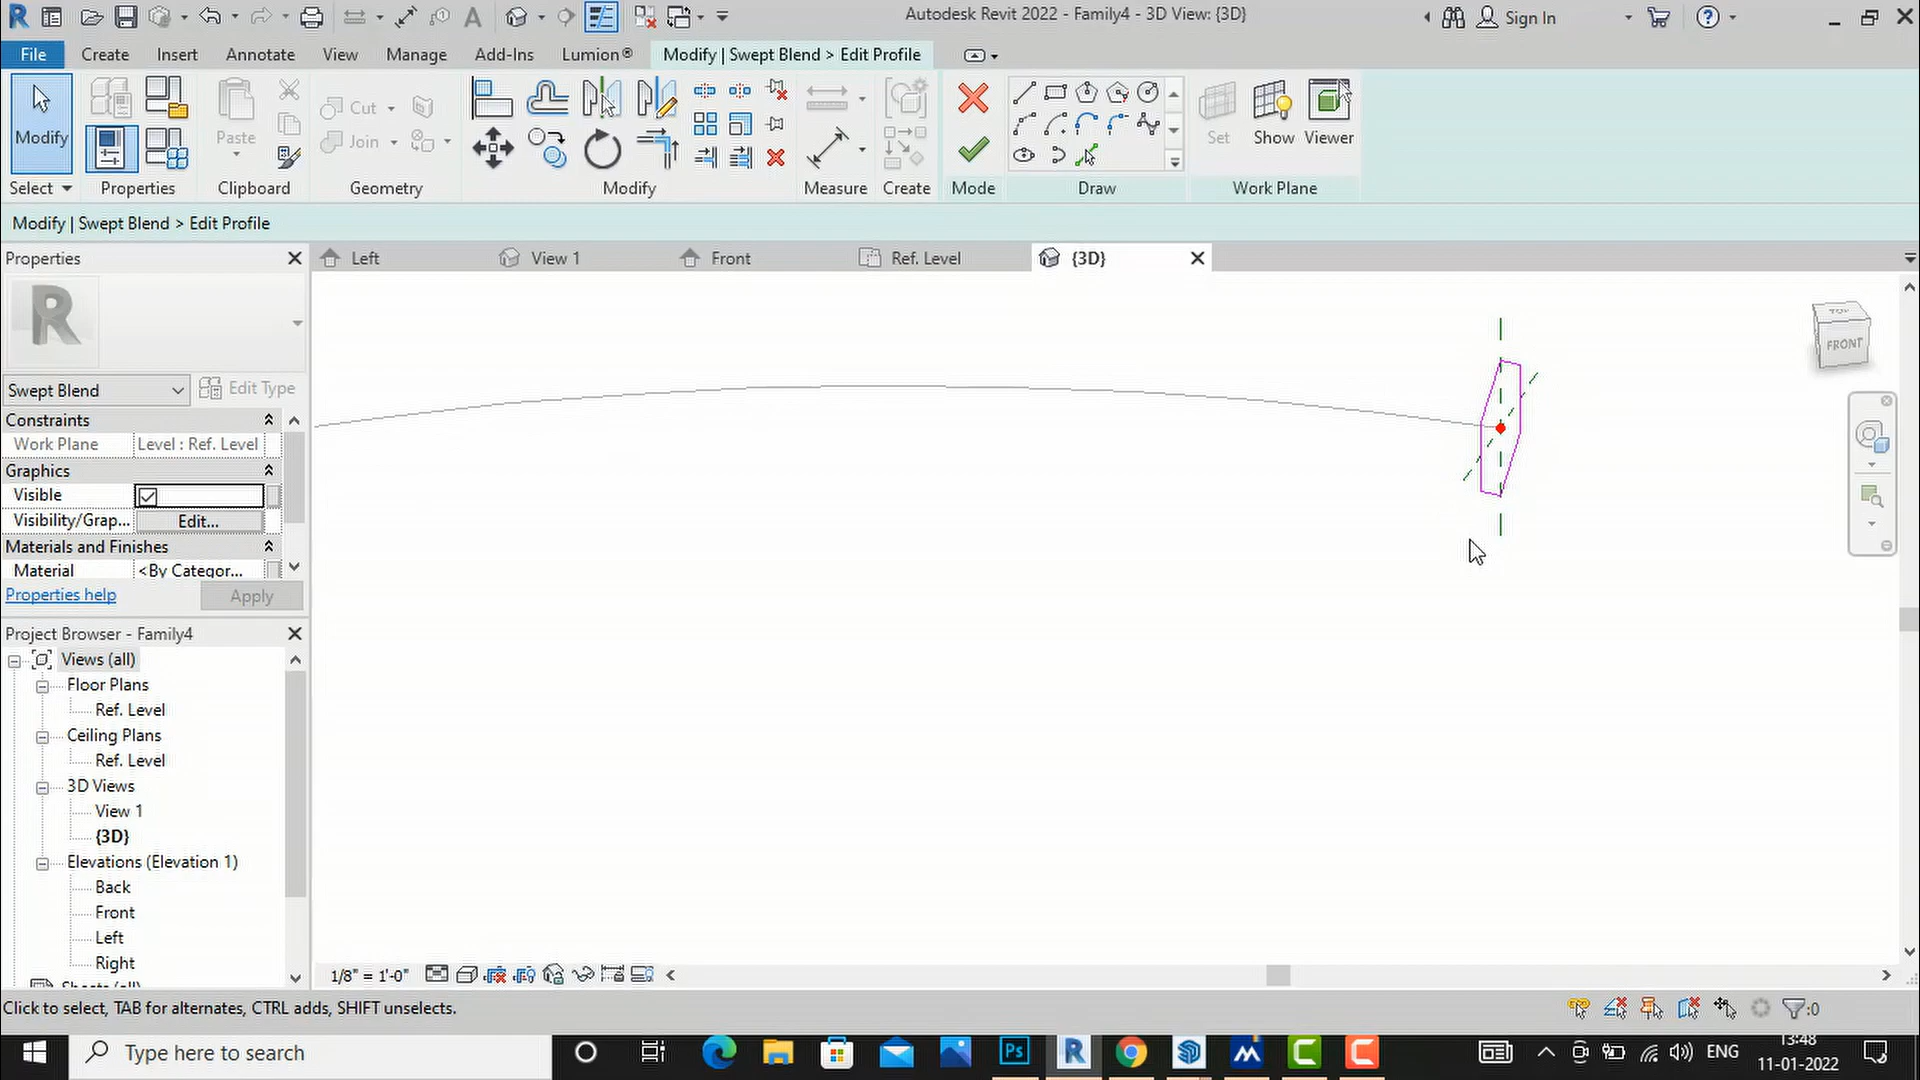 Autodesk Revit 2022 - Family4 - 3D View: {3D}
Sign In
File
Create
Insert
Annotate
View
Manage
Add-Ins
Lumion®
Modify | Swept Blend > Edit Profile
Modify
Paste
Cut
Join
Set
Show
Viewer
Select
Properties
Clipboard
Geometry
Modify
Measure
Create
Mode
Draw
Work Plane
Modify | Swept Blend > Edit Profile
Properties
Left
View 1
Front
Ref. Level
{3D}
R
TOP
FRONT
Swept Blend
Edit Type
Constraints
Work Plane
Level : Ref. Level
Graphics
Visible
Visibility/Grap...
Edit...
Materials and Finishes
Material
<By Categor...
Properties help
Apply
Project Browser - Family4
Views (all)
Floor Plans
Ref. Level
Ceiling Plans
Ref. Level
3D Views
View 1
{3D}
Elevations (Elevation 1)
Back
Front
Left
Right
Sheets (all)
1/8" = 1'-0"
Click to select, TAB for alternates, CTRL adds, SHIFT unselects.
:0
Type here to search
Ps
ENG
13:48
11-01-2022